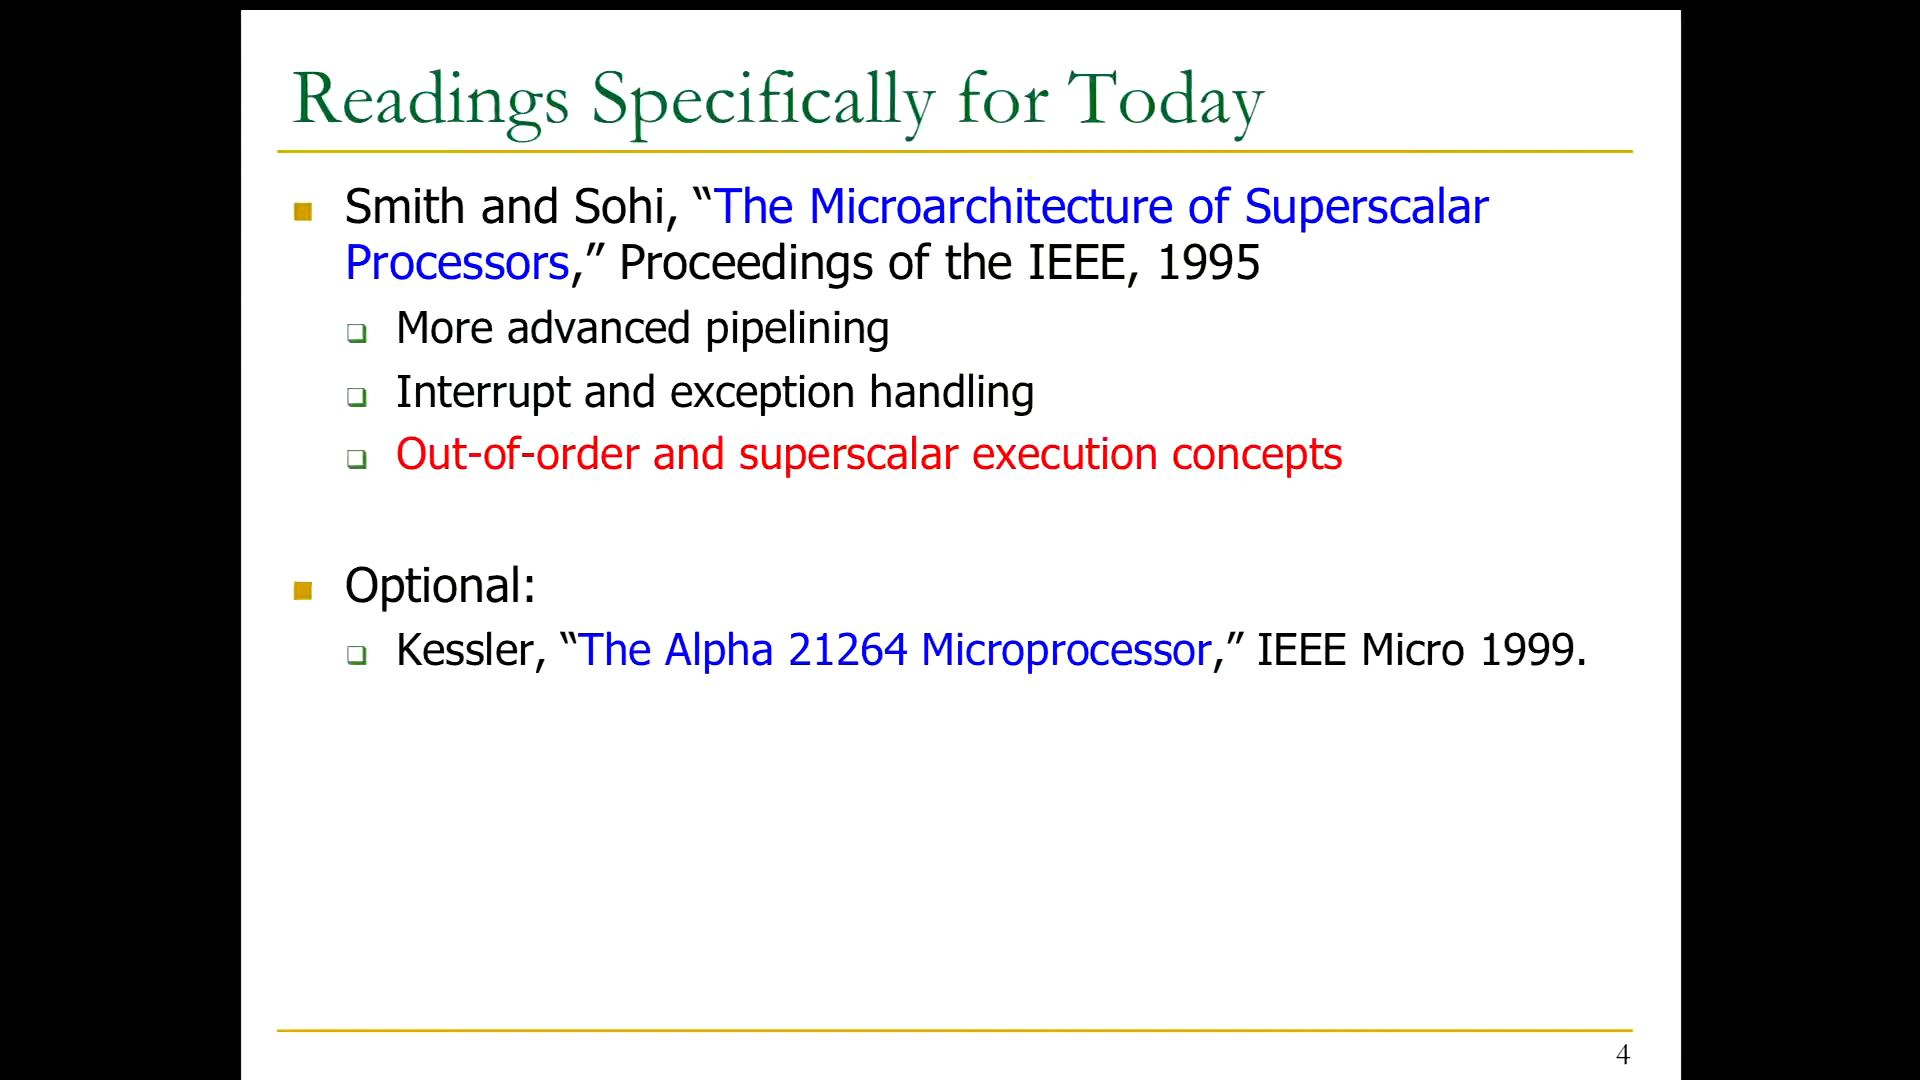 Readings Specifically for Today
Smith and Sohi, “The Microarchitecture of Superscalar
Processors,” Proceedings of the IEEE, 1995
More advanced pipelining
Interrupt and exception handling
Out-of-order and superscalar execution concepts
Optional:
Kessler, “The Alpha 21264 Microprocessor,” IEEE Micro 1999.
4